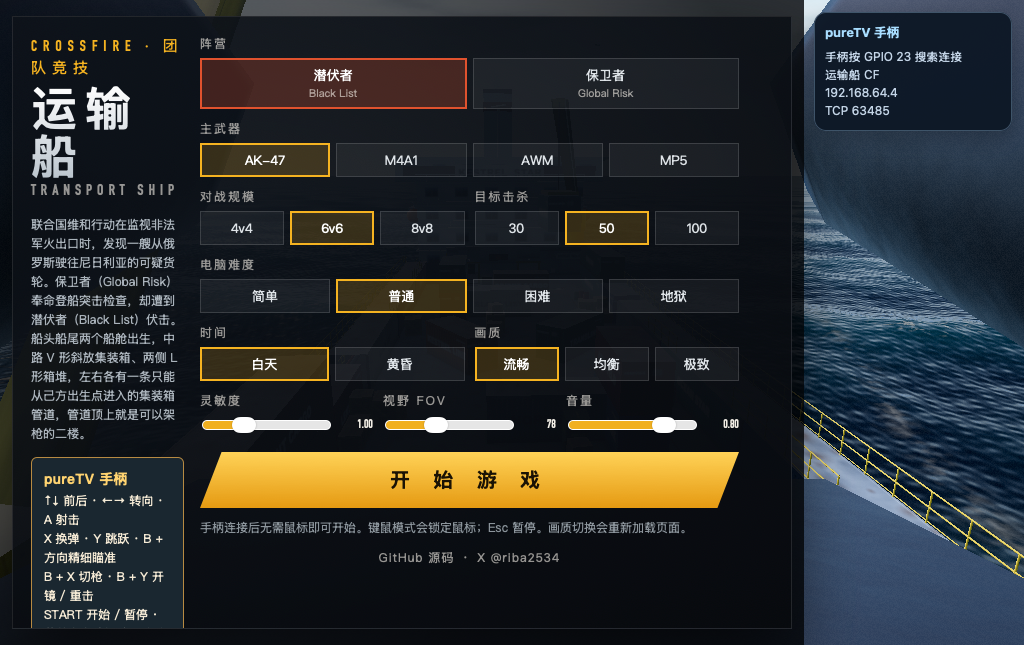 CROSSFIRE · 团
队竞技
运输
船
TRANSPORT SHIP
联合国维和行动在监视非法
军火出口时，发现一艘从俄
罗斯驶往尼日利亚的可疑货
轮。保卫者（Global Risk）
奉命登船突击检查，却遭到
潜伏者（Black List）伏击。
船头船尾两个船舱出生，中
路 V 形斜放集装箱、两侧 L
形箱堆，左右各有一条只能
从己方出生点进入的集装箱
管道，管道顶上就是可以架
枪的二楼。
pureTV 手柄
↑↓ 前后 · ←→ 转向 ·
A 射击
X 换弹 · Y 跳跃 · B +
方向精细瞄准
B + X 切枪 · B + Y 开
镜 / 重击
START 开始 / 暂停 ·
阵营
潜伏者
Black List
保卫者
Global Risk
主武器
AK-47
M4A1
AWM
MP5
对战规模
4v4
6v6
8v8
目标击杀
30
50
100
电脑难度
简单
普通
困难
地狱
时间
白天
黄昏
画质
流畅
均衡
极致
灵敏度
1.00
视野 FOV
78
音量
0.80
开始游戏
手柄连接后无需鼠标即可开始。键鼠模式会锁定鼠标；Esc 暂停。画质切换会重新加载页面。
GitHub 源码 · X @riba2534
pureTV 手柄
手柄按 GPIO 23 搜索连接
运输船 CF
192.168.64.4
TCP 63485